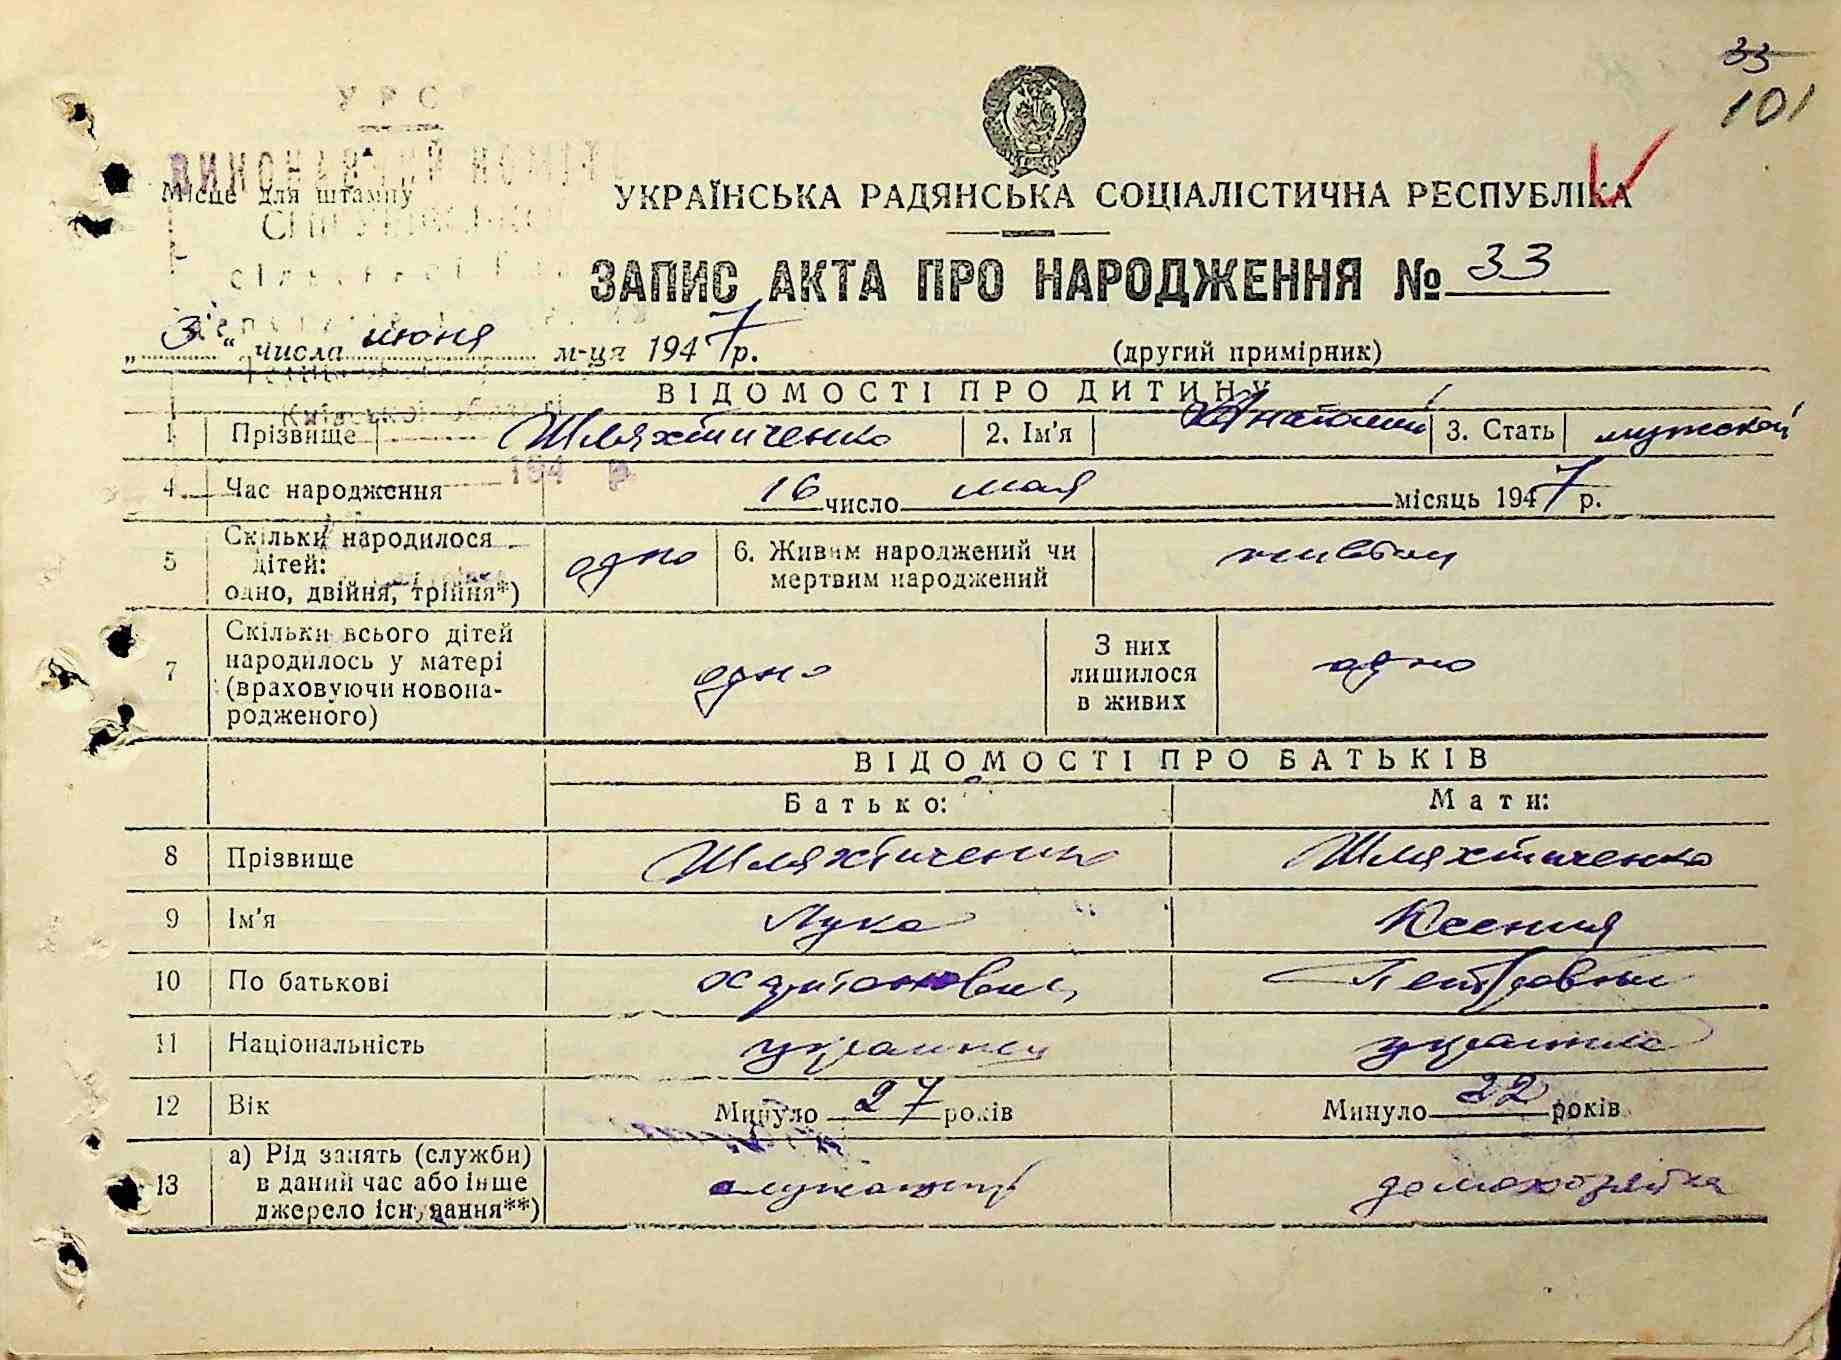 33
101
УРСР
Місце для штампу
УКРАЇНСЬКА РАДЯНСЬКА СОЦІАЛІСТИЧНА РЕСПУБЛІКА
ЗАПИС АКТА ПРО НАРОДЖЕННЯ № 33
„3“ числа июня м-ця 1947 р. (другий примірник)
ВІДОМОСТІ ПРО ДИТИНУ
Київської області
1 Прізвище Шляхтиченко 2. Ім'я Анатолий 3. Стать мужской
194 р.
4 Час народження 16 число мая місяць 1947 р.
5 Скільки народилося дітей: одно, двійня, трійня*) одно 6. Живим народжений чи мертвим народжений живым
7 Скільки всього дітей народилось у матері (враховуючи новонародженого) одно З них лишилося в живих одно
ВІДОМОСТІ ПРО БАТЬКІВ
Батько: Мати:
8 Прізвище Шляхтиченко Шляхтиченко
9 Ім'я Лука Ксения
10 По батькові Харитонович Петровна
11 Національність украинец украинка
12 Вік Минуло 27 років Минуло 22 років
13 а) Рід занять (служби) в даний час або інше джерело існування**) служащий домохозяйка